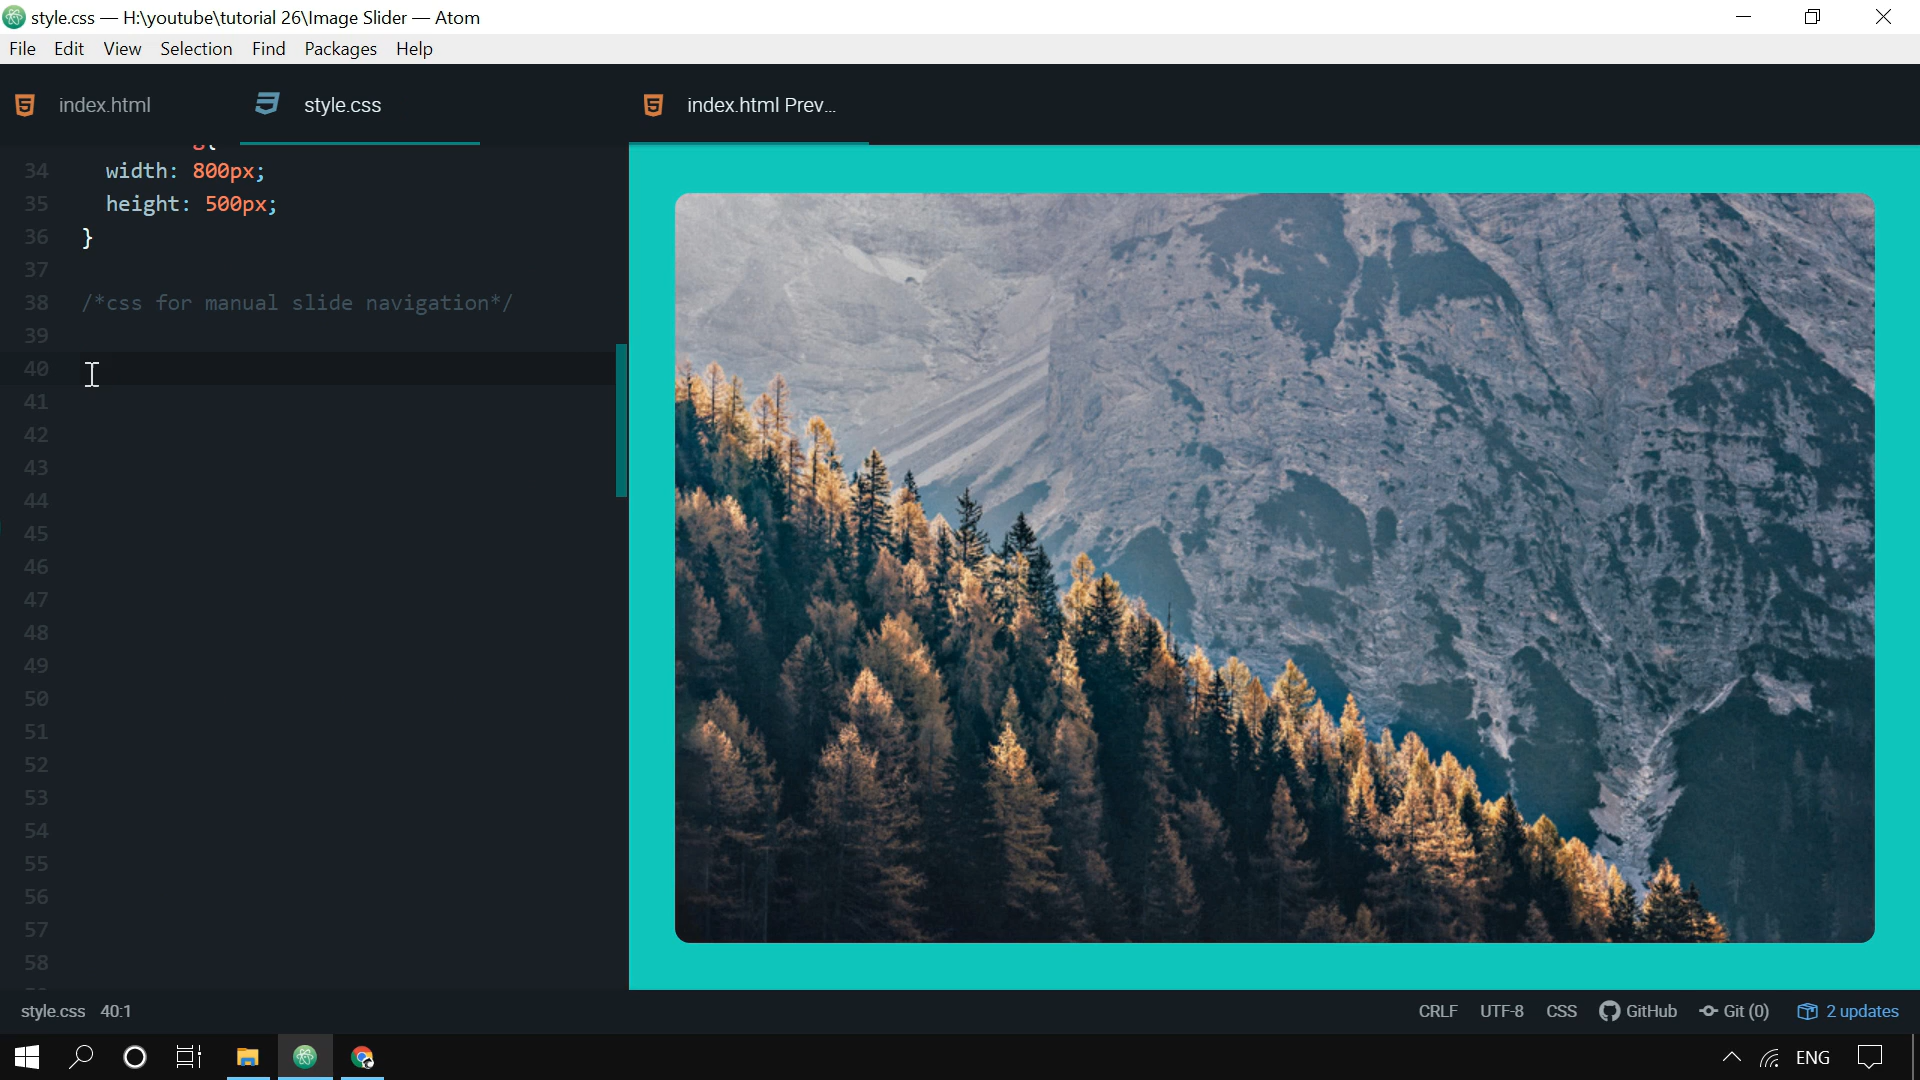 style.css — H:\youtube\tutorial 26\Image Slider — Atom
File Edit View Selection Find Packages Help
index.html
style.css
index.html Prev...
34 width: 800px;
35 height: 500px;
36 }
37
38 /*css for manual slide navigation*/
39
40
41
42
43
44
45
46
47
48
49
50
51
52
53
54
55
56
57
58
style.css 40:1
CRLF UTF-8 CSS GitHub Git (0) 2 updates
ENG